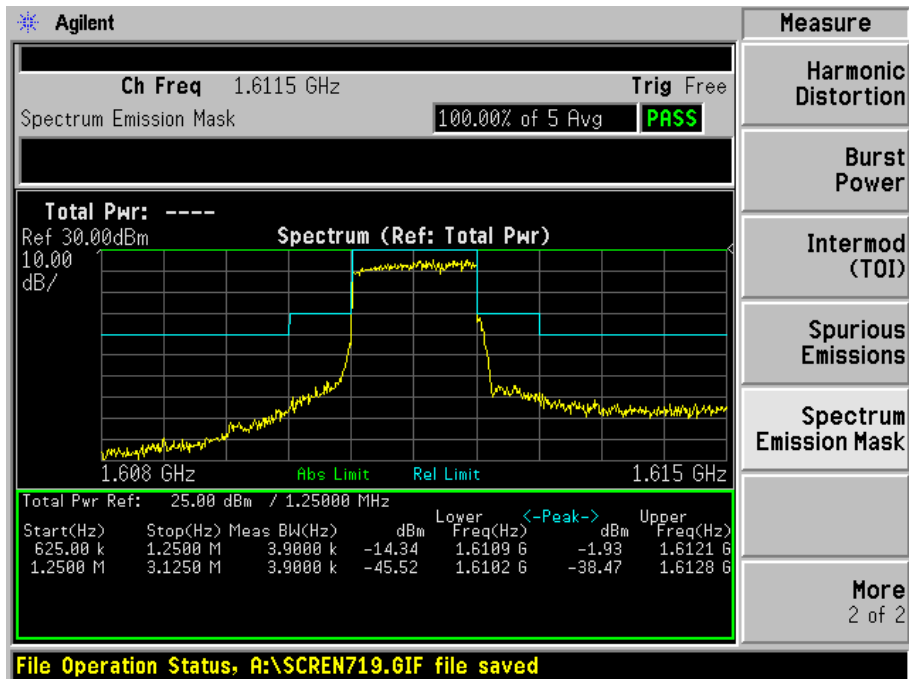 Agilent
Ch Freq 1.6115 GHz Trig Free
Spectrum Emission Mask 100.00% of 5 Avg PASS
Total Pwr: ----
Ref 30.00dBm Spectrum (Ref: Total Pwr)
10.00
dB/
1.608 GHz Abs Limit Rel Limit 1.615 GHz
Total Pwr Ref: 25.00 dBm / 1.25000 MHz
Lower <-Peak-> Upper
Start(Hz) Stop(Hz) Meas BW(Hz) dBm Freq(Hz) dBm Freq(Hz)
625.00 k 1.2500 M 3.9000 k -14.34 1.6109 G -1.93 1.6121 G
1.2500 M 3.1250 M 3.9000 k -45.52 1.6102 G -38.47 1.6128 G
File Operation Status, A:\SCREN719.GIF file saved
Measure
Harmonic
Distortion
Burst
Power
Intermod
(TOI)
Spurious
Emissions
Spectrum
Emission Mask
More
2 of 2